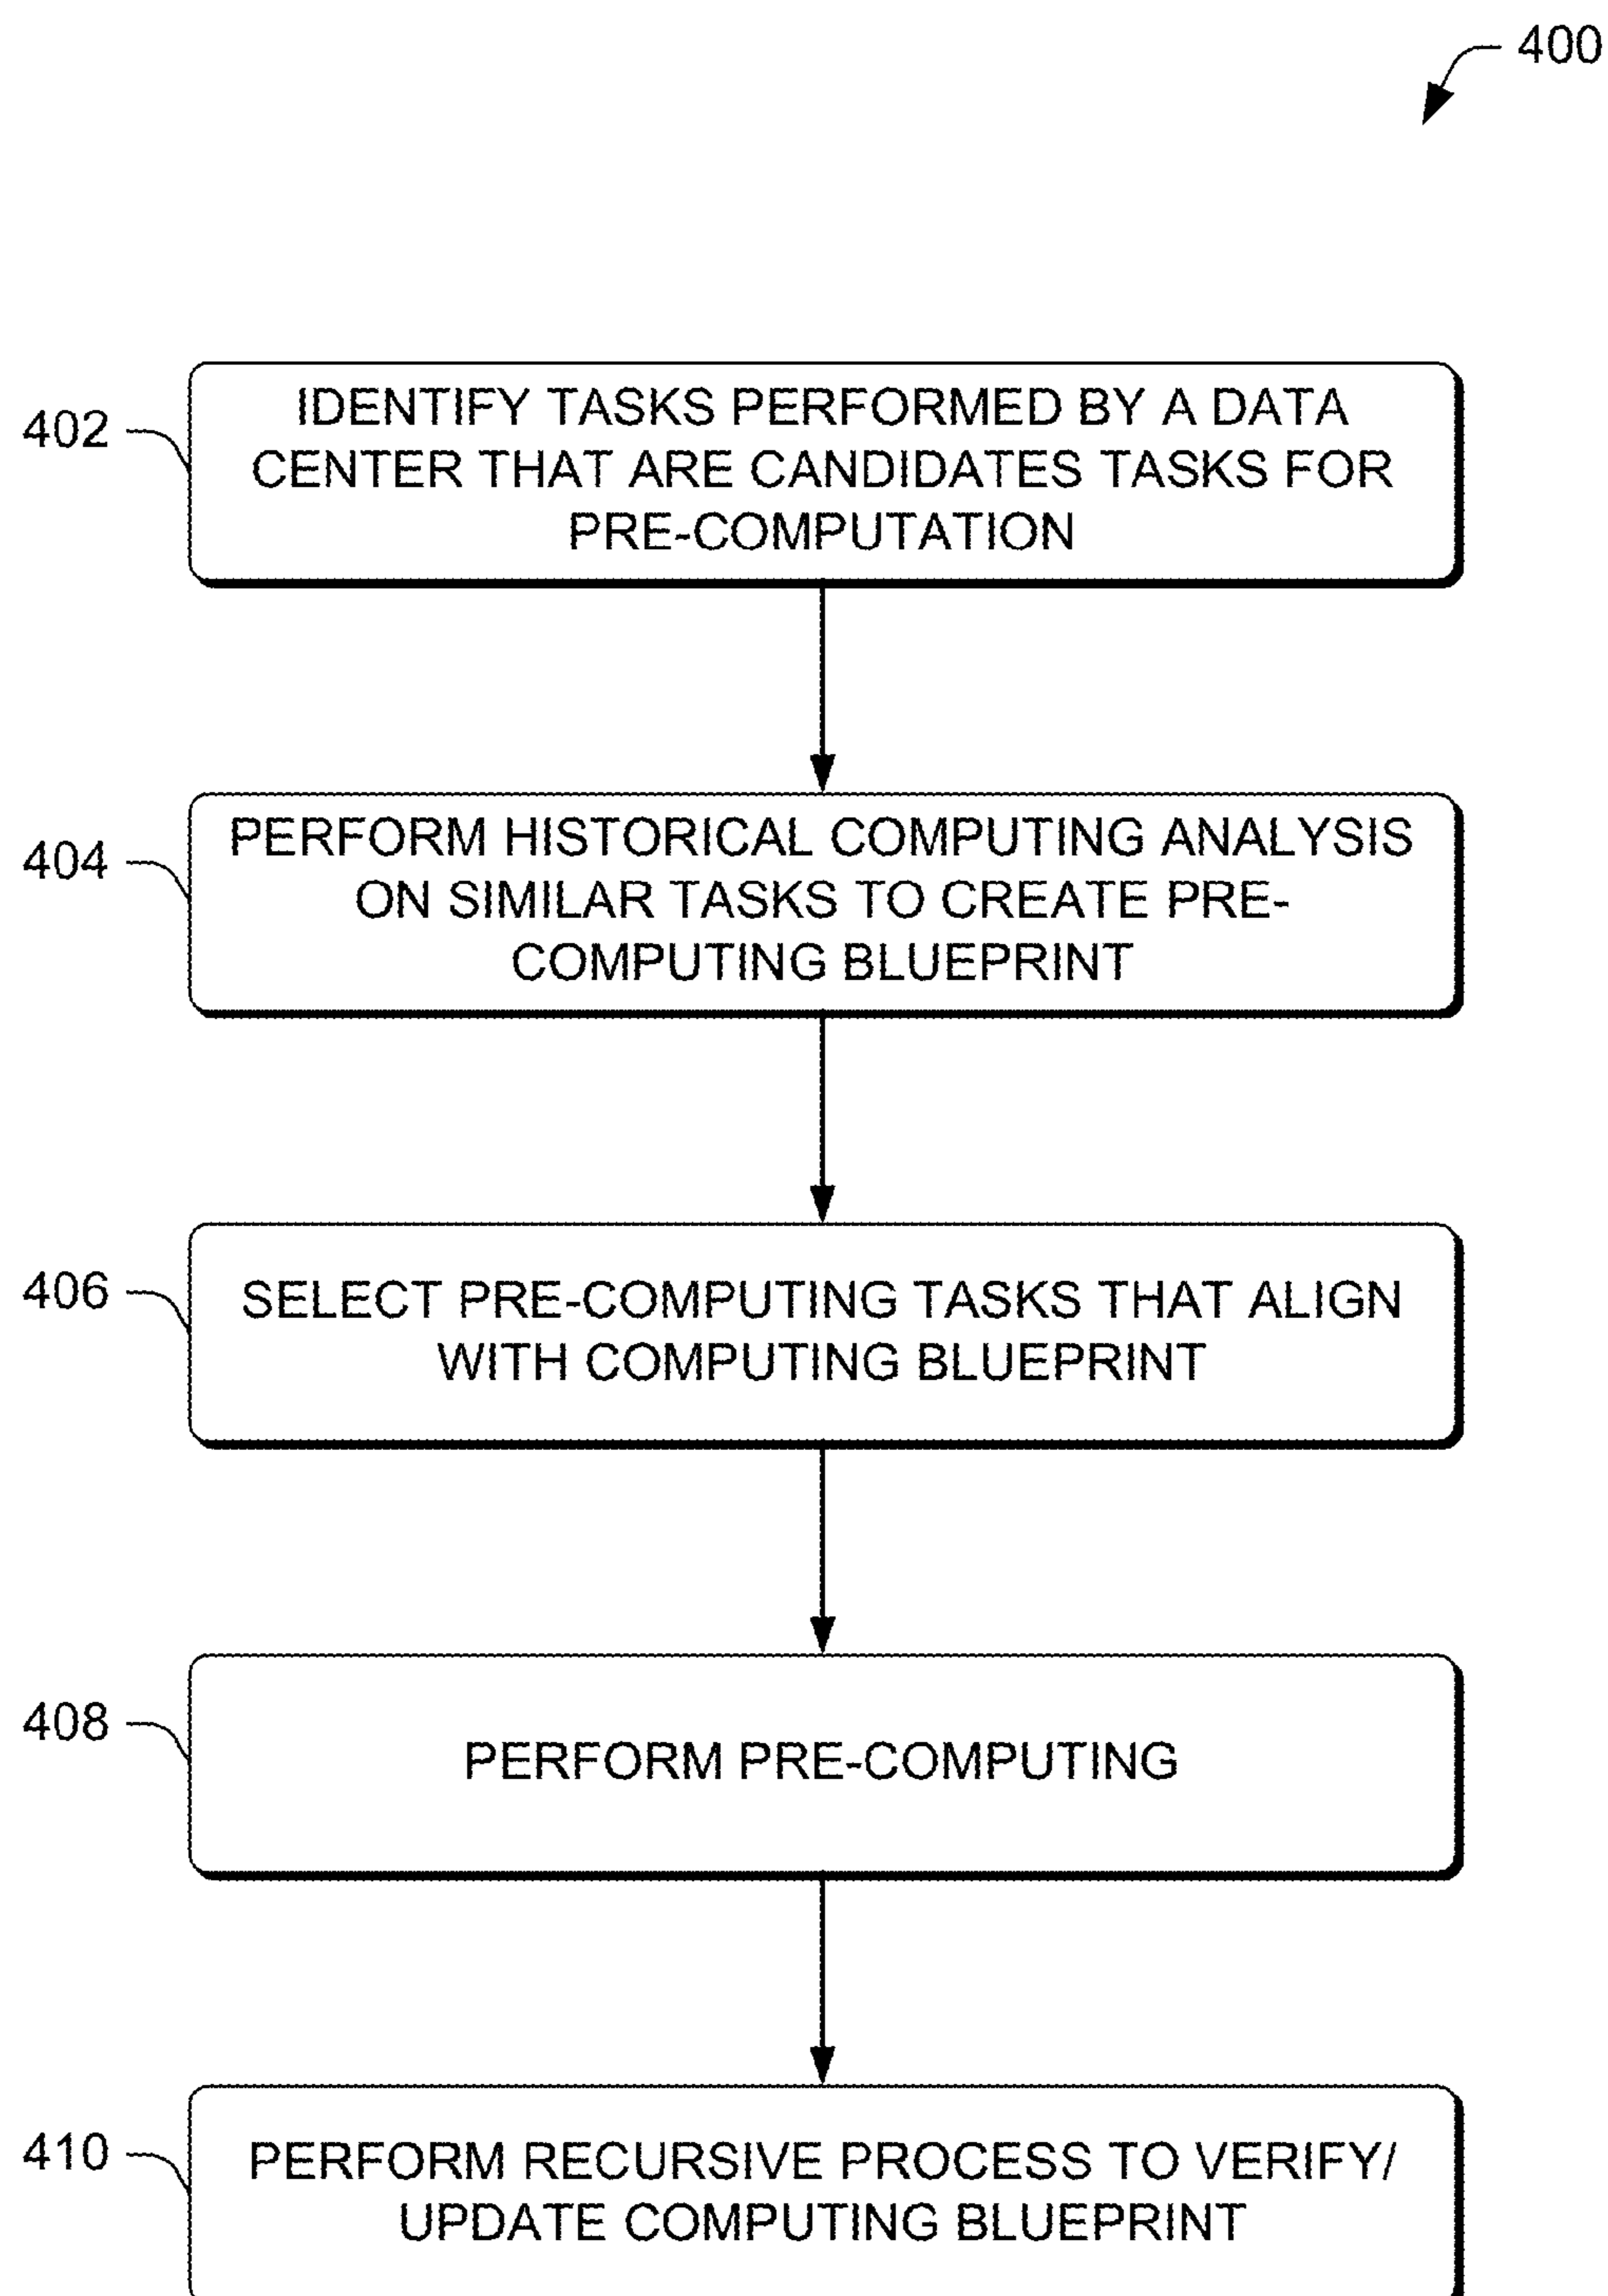 400
402
IDENTIFY TASKS PERFORMED BY A DATA
CENTER THAT ARE CANDIDATES TASKS FOR
PRE-COMPUTATION
404
PERFORM HISTORICAL COMPUTING ANALYSIS
ON SIMILAR TASKS TO CREATE PRE-
COMPUTING BLUEPRINT
406
SELECT PRE-COMPUTING TASKS THAT ALIGN
WITH COMPUTING BLUEPRINT
408
PERFORM PRE-COMPUTING
410
PERFORM RECURSIVE PROCESS TO VERIFY/
UPDATE COMPUTING BLUEPRINT